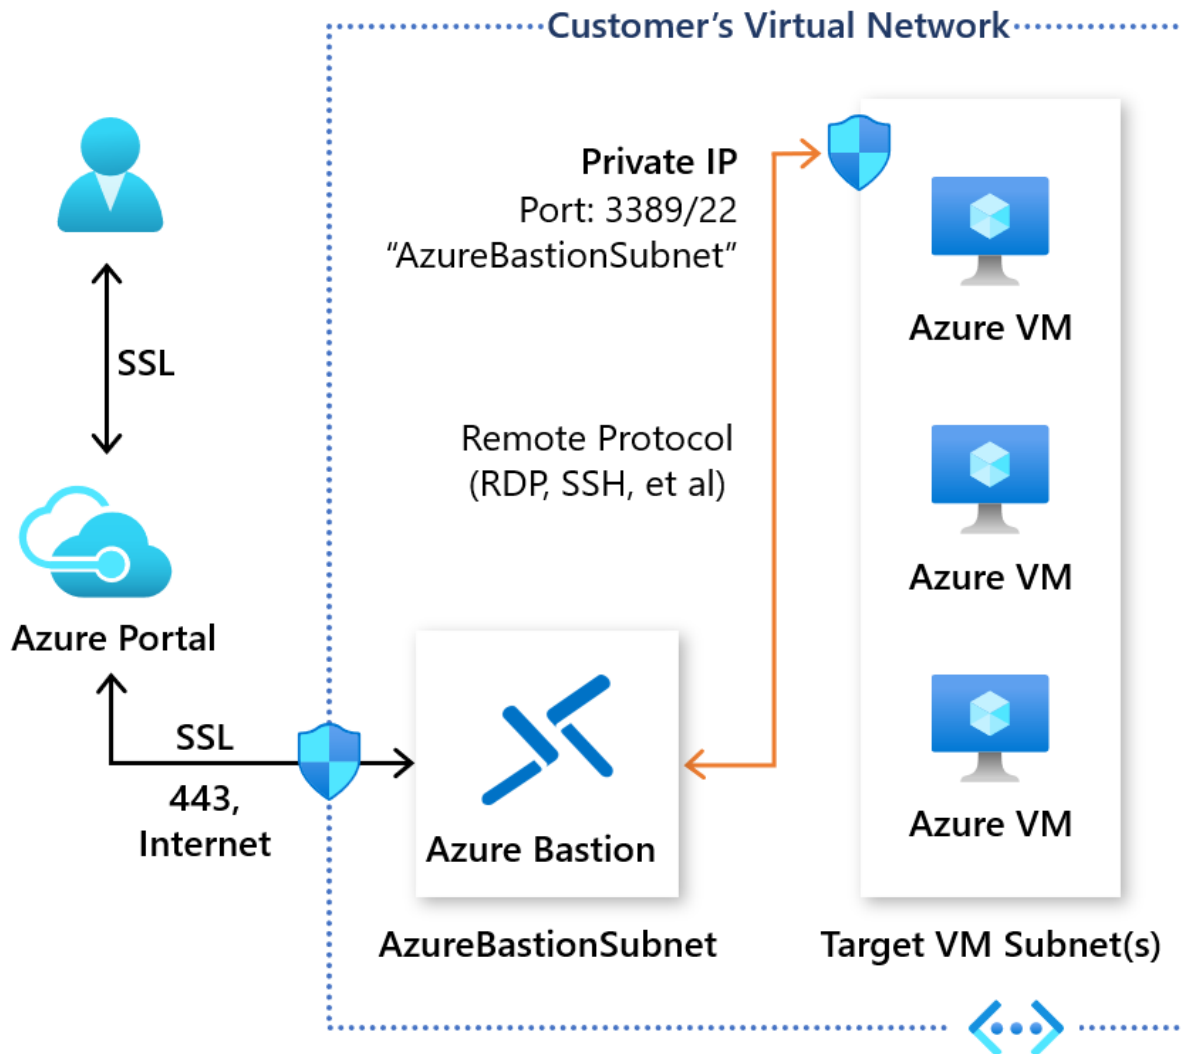 Customer’s Virtual Network
Private IP
Port: 3389/22
“AzureBastionSubnet”
Azure VM
SSL
Remote Protocol
(RDP, SSH, et al)
Azure VM
Azure Portal
SSL
443,
Internet
Azure Bastion
Azure VM
AzureBastionSubnet
Target VM Subnet(s)